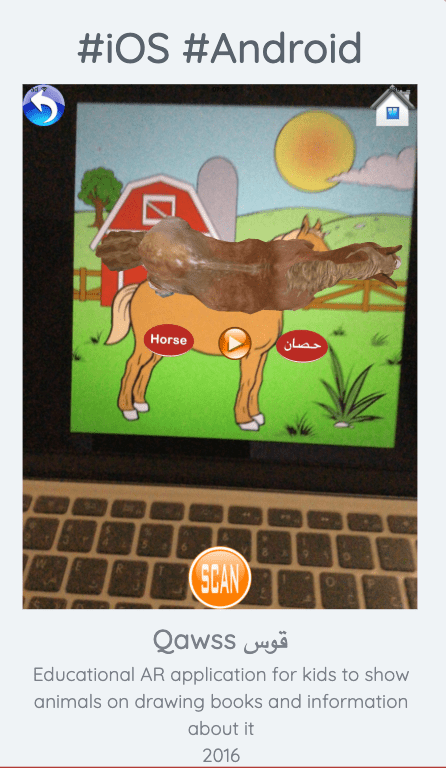 #iOS #Android
Horse
حصان
SCAN
Qawss قوس
Educational AR application for kids to show
animals on drawing books and information
about it
2016